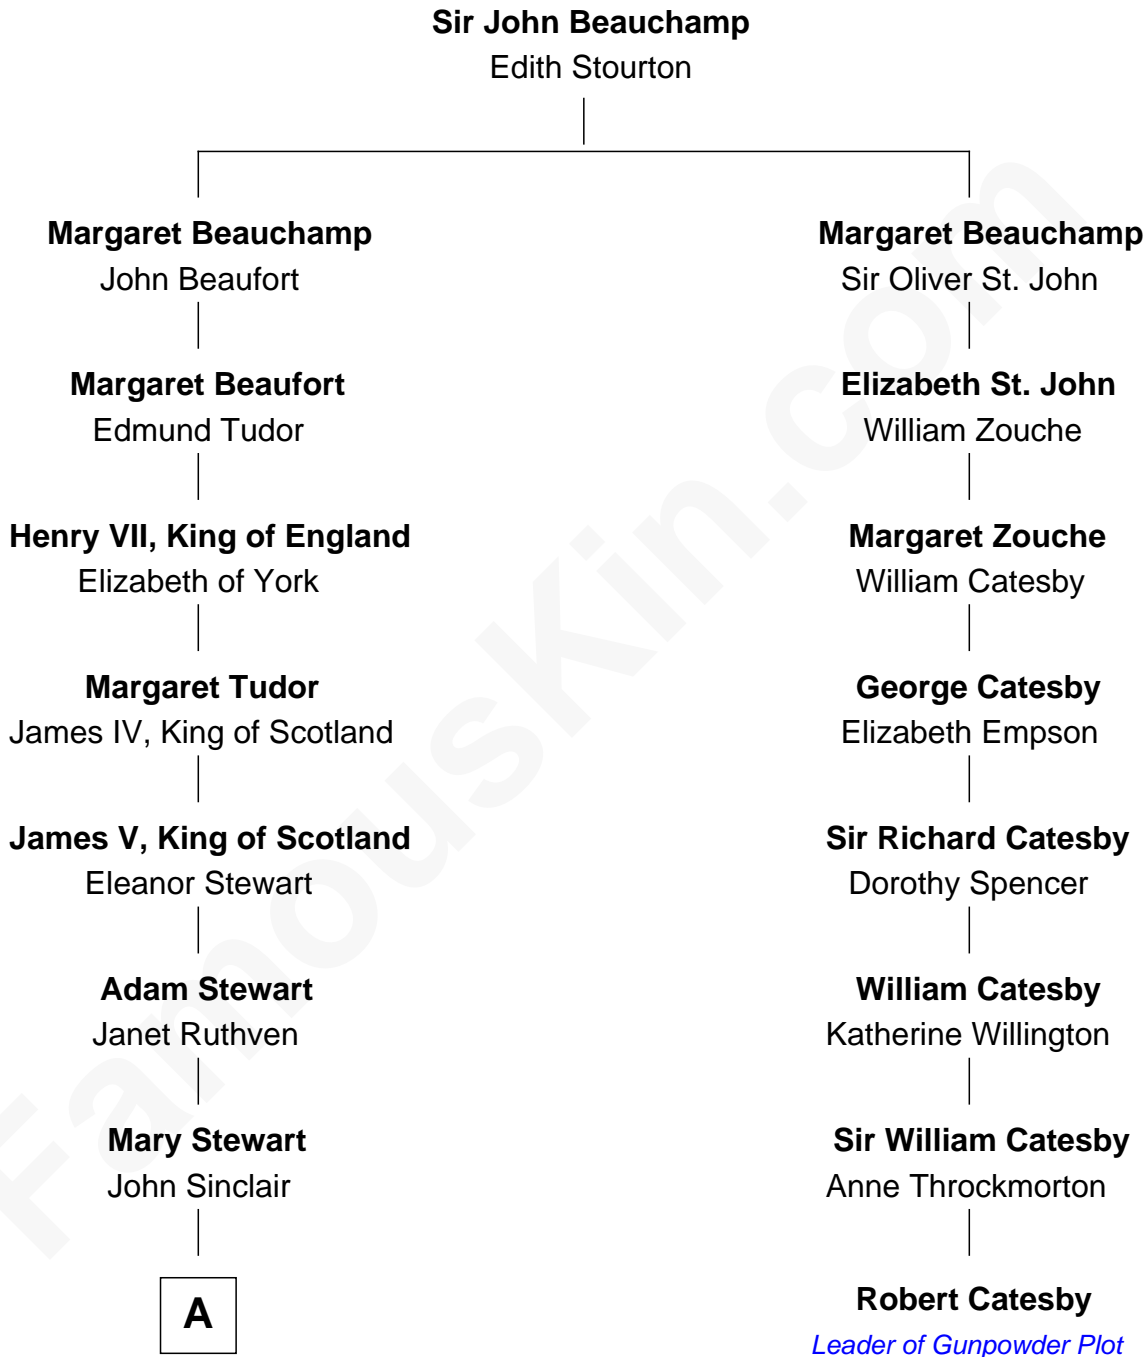 Sir John Beauchamp
Edith Stourton
Margaret Beauchamp
John Beaufort
Margaret Beaufort
Edmund Tudor
Henry VII, King of England
Elizabeth of York
Margaret Tudor
James IV, King of Scotland
James V, King of Scotland
Eleanor Stewart
Adam Stewart
Janet Ruthven
Mary Stewart
John Sinclair
A
Margaret Beauchamp
Sir Oliver St. John
Elizabeth St. John
William Zouche
Margaret Zouche
William Catesby
George Catesby
Elizabeth Empson
Sir Richard Catesby
Dorothy Spencer
William Catesby
Katherine Willington
Sir William Catesby
Anne Throckmorton
Robert Catesby
Leader of Gunpowder Plot
FamousKin.com